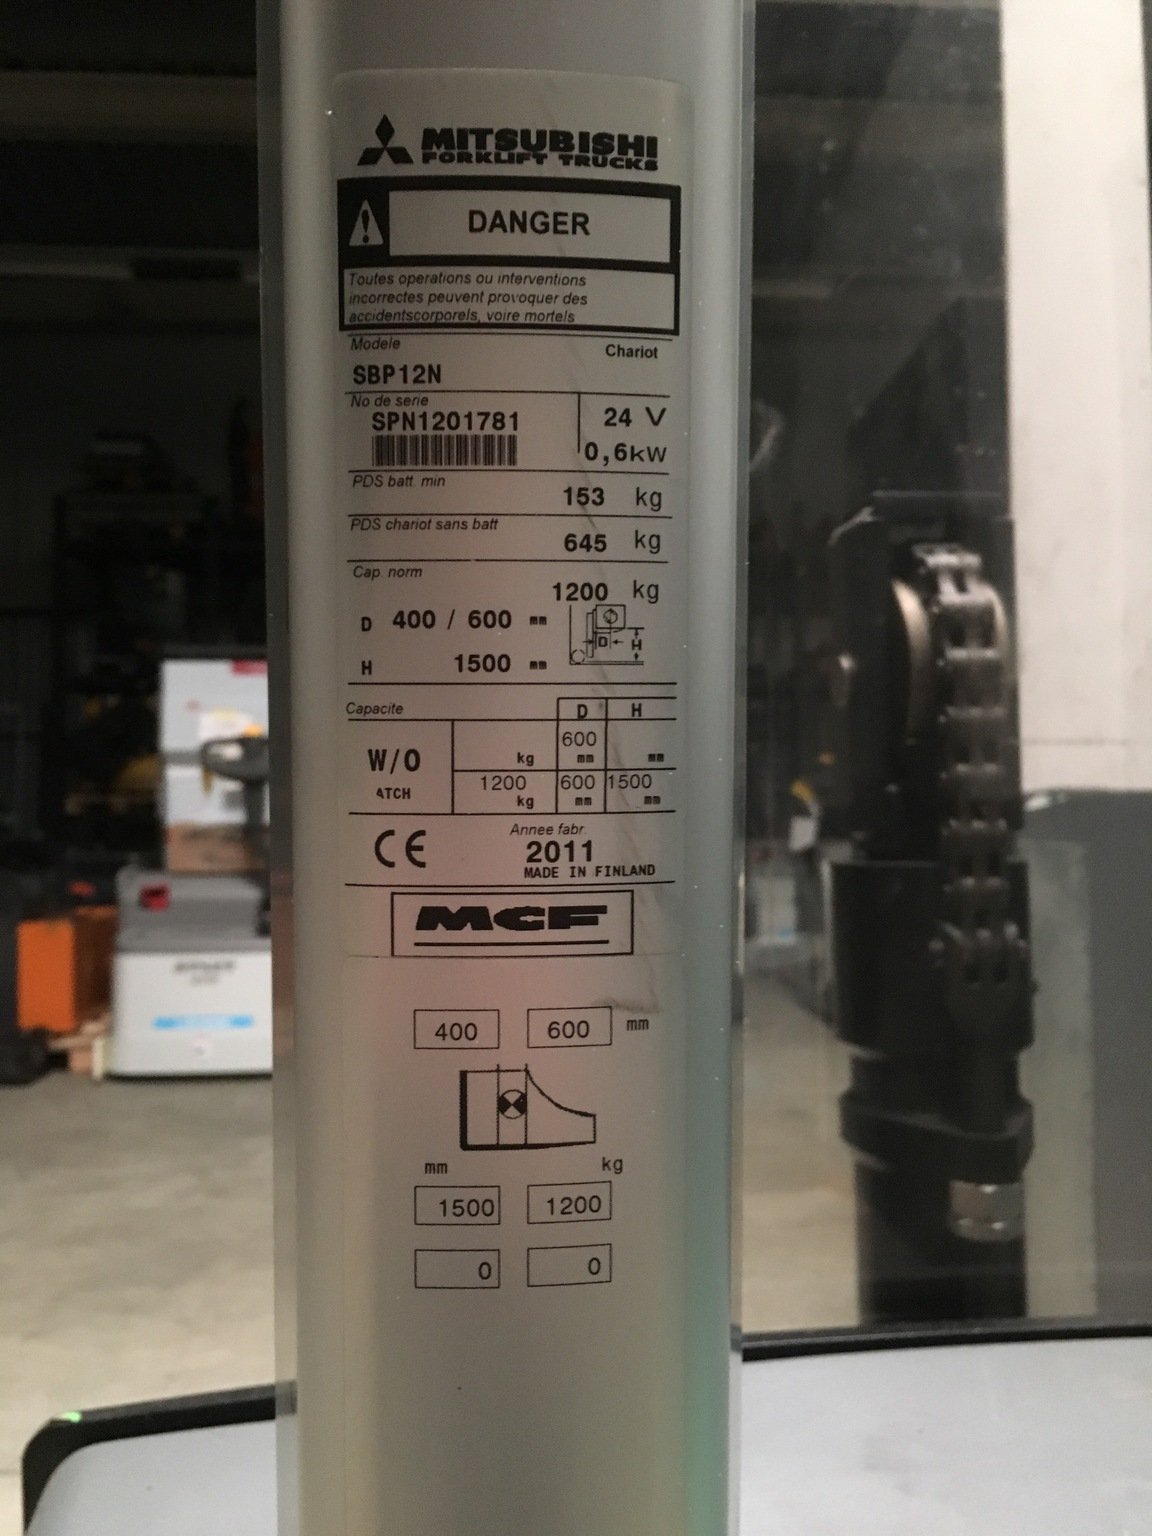 MITSUBISHI
FORKLIFT TRUCKS
DANGER
Toutes operations ou interventions
incorrectes peuvent provoquer des
accidentscorporels, voire mortels
Modele Chariot
SBP12N
No de serie
SPN1201781 24 V
0,6kW
PDS batt. min
153 kg
PDS chariot sans batt
645 kg
Cap. norm
1200 kg
D 400 / 600 mm
D H
H 1500 mm
Capacite D H
600
W/O kg mm mm
1200 600 1500
ATCH kg mm mm
CE Annee fabr.
2011
MADE IN FINLAND
MCF
400 600 mm
mm kg
1500 1200
0 0